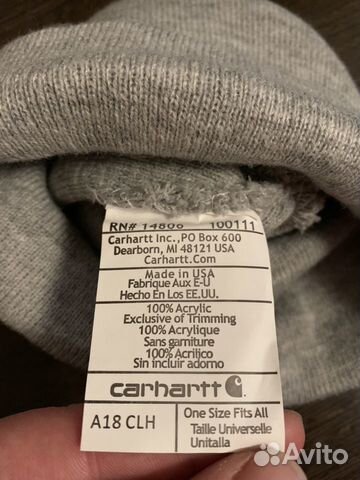 RN# 14806 100111
Carhartt Inc.,PO Box 600
Dearborn, MI 48121 USA
Carhartt.Com
Made in USA
Fabrique Aux E-U
Hecho En Los EE.UU.
100% Acrylic
Exclusive of Trimming
100% Acrylique
Sans garniture
100% Acrilico
Sin incluir adorno
carhartt
A18 CLH
One Size Fits All
Taille Universelle
Unitalla
Avito